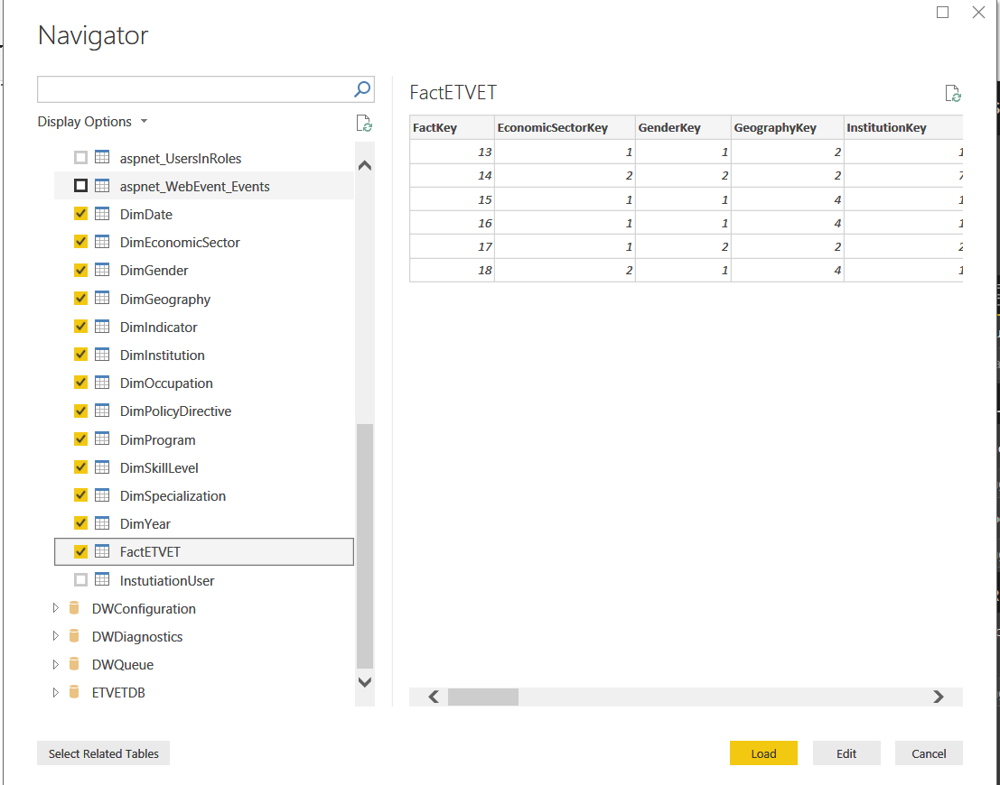 Navigator
Display Options
aspnet_UsersInRoles
aspnet_WebEvent_Events
DimDate
DimEconomicSector
DimGender
DimGeography
DimIndicator
DimInstitution
DimOccupation
DimPolicyDirective
DimProgram
DimSkillLevel
DimSpecialization
DimYear
FactETVET
InstutiationUser
DWConfiguration
DWDiagnostics
DWQueue
ETVETDB
FactETVET
FactKey EconomicSectorKey GenderKey GeographyKey InstitutionKey
13 1 1 2 1
14 2 2 2 7
15 1 1 4 1
16 1 1 4 1
17 1 2 2 2
18 2 1 4 1
Select Related Tables
Load Edit Cancel